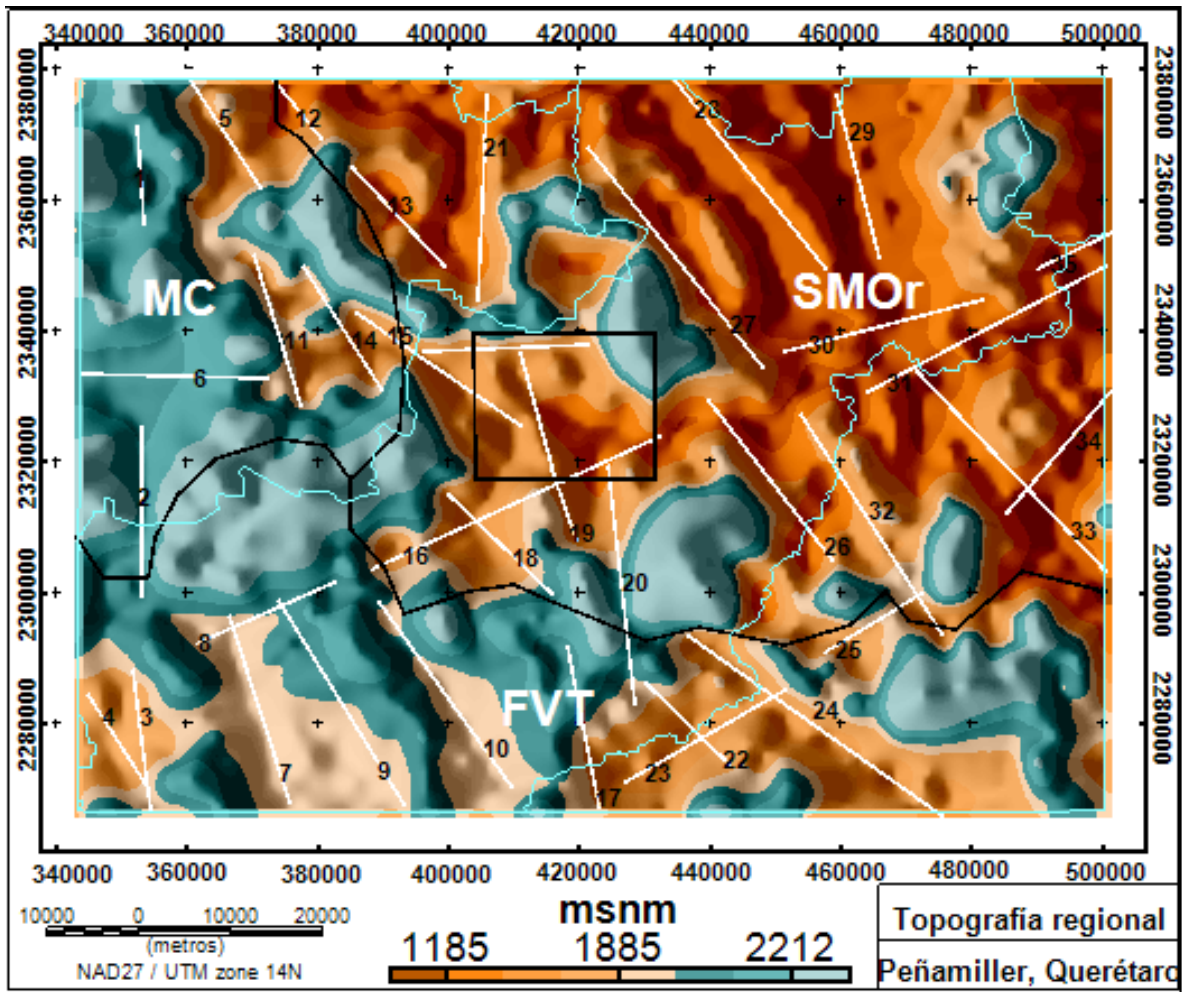 340000 360000 380000 400000 420000 440000 460000 480000 500000
2380000 2360000 2340000 2320000 2300000 2280000
2380000 2360000 2340000 2320000 2300000 2280000
5 12 28
29
21
1
13
35
MC SMOr
27
11 14 15 30
6 31
34
2
19 32 33
16 18 26
20
8 25
FVT
4 3 24
10
7 9 23 22
17
340000 360000 380000 400000 420000 440000 460000 480000 500000
10000 0 10000 20000
(metros)
NAD27 / UTM zone 14N
msnm
1185 1885 2212
Topografía regional
Peñamiller, Querétaro